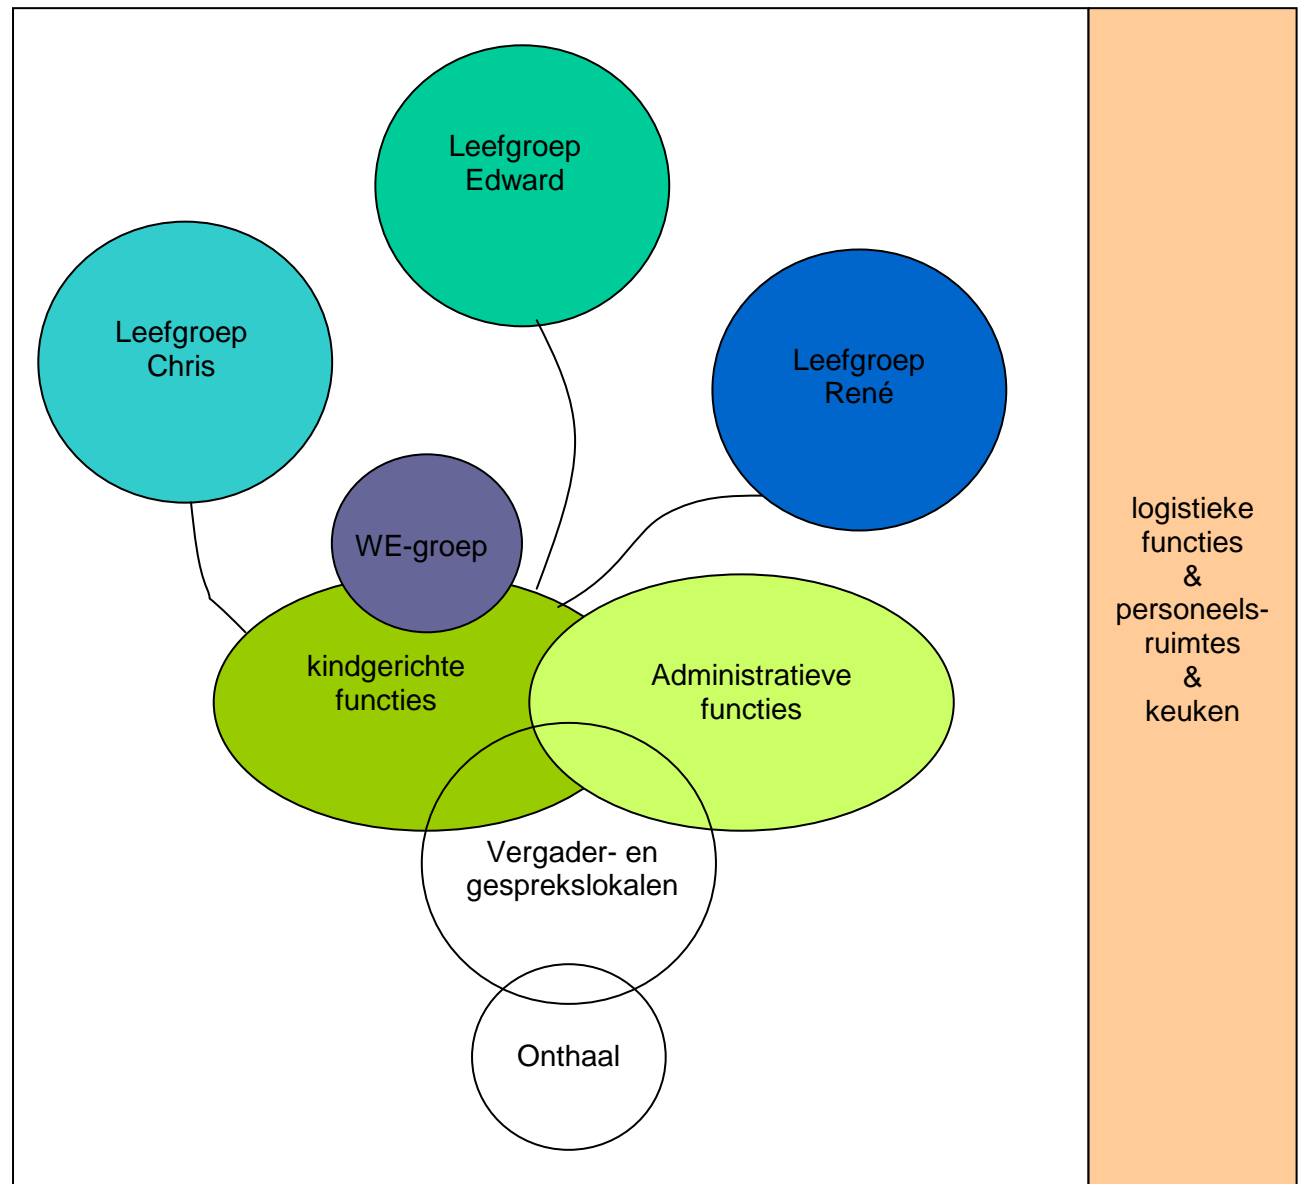 Leefgroep
Edward
Leefgroep
Chris
Leefgroep
René
WE-groep
kindgerichte
functies
Administratieve
functies
Vergader- en
gesprekslokalen
Onthaal
logistieke
functies
&
personeels-
ruimtes
&
keuken